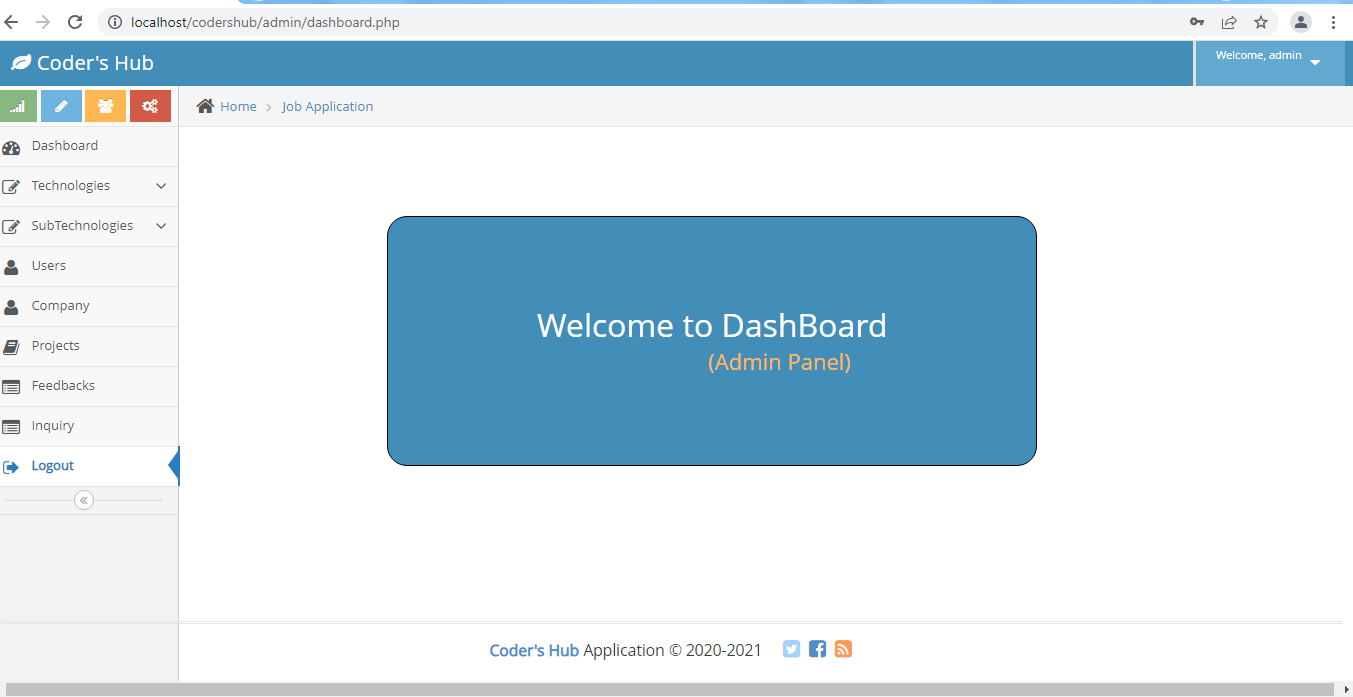 localhost/codershub/admin/dashboard.php
Coder's Hub
Welcome, admin
Home
Job Application
Dashboard
Technologies
SubTechnologies
Users
Company
Projects
Feedbacks
Inquiry
Logout
Welcome to DashBoard
(Admin Panel)
Coder's Hub Application © 2020-2021